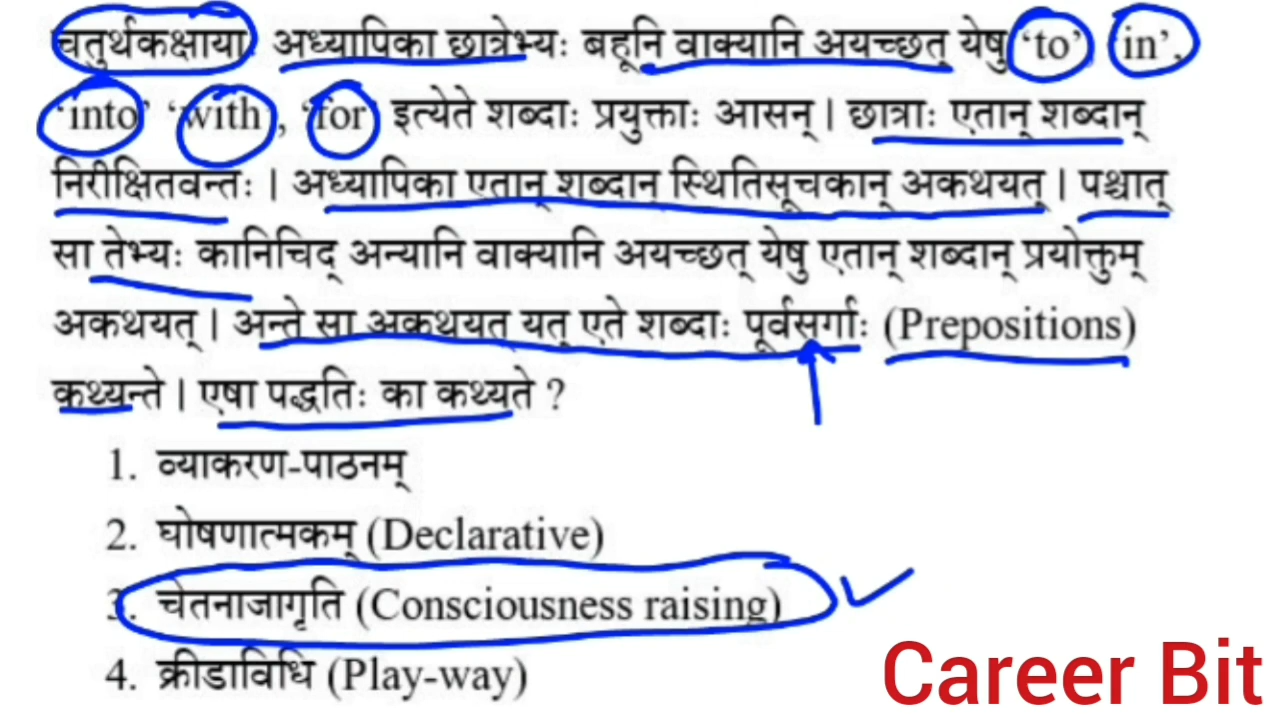 चतुर्थकक्षायां अध्यापिका छात्रेभ्यः बहूनि वाक्यानि अयच्छत् येषु 'to', 'in',
'into' 'with', 'for' इत्येते शब्दाः प्रयुक्ताः आसन् । छात्राः एतान् शब्दान्
निरीक्षितवन्तः । अध्यापिका एतान् शब्दान् स्थितिसूचकान् अकथयत् । पश्चात्
सा तेभ्यः कानिचिद् अन्यानि वाक्यानि अयच्छत् येषु एतान् शब्दान् प्रयोक्तुम्
अकथयत् । अन्ते सा अकथयत् यत् एते शब्दाः पूर्वसर्गाः (Prepositions)
कथ्यन्ते । एषा पद्धतिः का कथ्यते ?
1. व्याकरण-पाठनम्
2. घोषणात्मकम् (Declarative)
3. चेतनाजागृति (Consciousness raising)
4. क्रीडाविधि (Play-way)
Career Bit